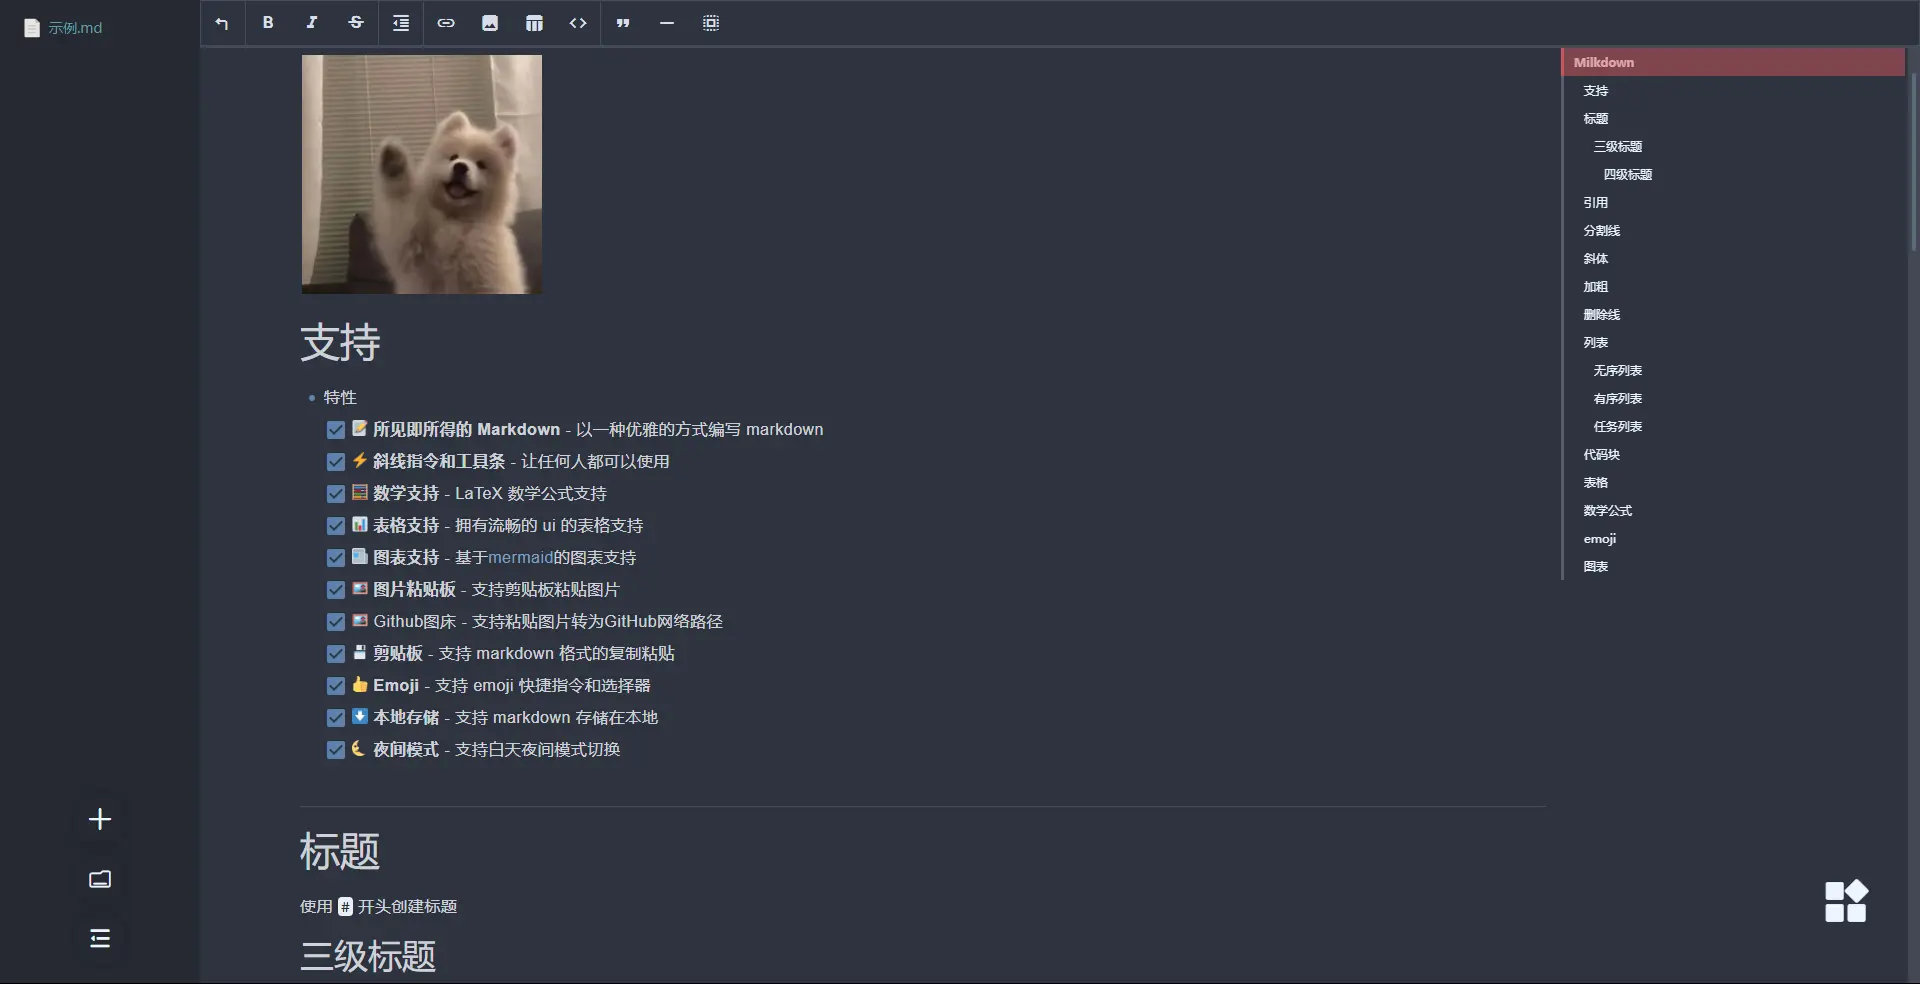 示例.md
支持
特性
所见即所得的 Markdown - 以一种优雅的方式编写 markdown
斜线指令和工具条 - 让任何人都可以使用
数学支持 - LaTeX 数学公式支持
表格支持 - 拥有流畅的 ui 的表格支持
图表支持 - 基于mermaid的图表支持
图片粘贴板 - 支持剪贴板粘贴图片
Github图床 - 支持粘贴图片转为GitHub网络路径
剪贴板 - 支持 markdown 格式的复制粘贴
Emoji - 支持 emoji 快捷指令和选择器
本地存储 - 支持 markdown 存储在本地
夜间模式 - 支持白天夜间模式切换
标题
使用 # 开头创建标题
三级标题
Milkdown
支持
标题
三级标题
四级标题
引用
分割线
斜体
加粗
删除线
列表
无序列表
有序列表
任务列表
代码块
表格
数学公式
emoji
图表